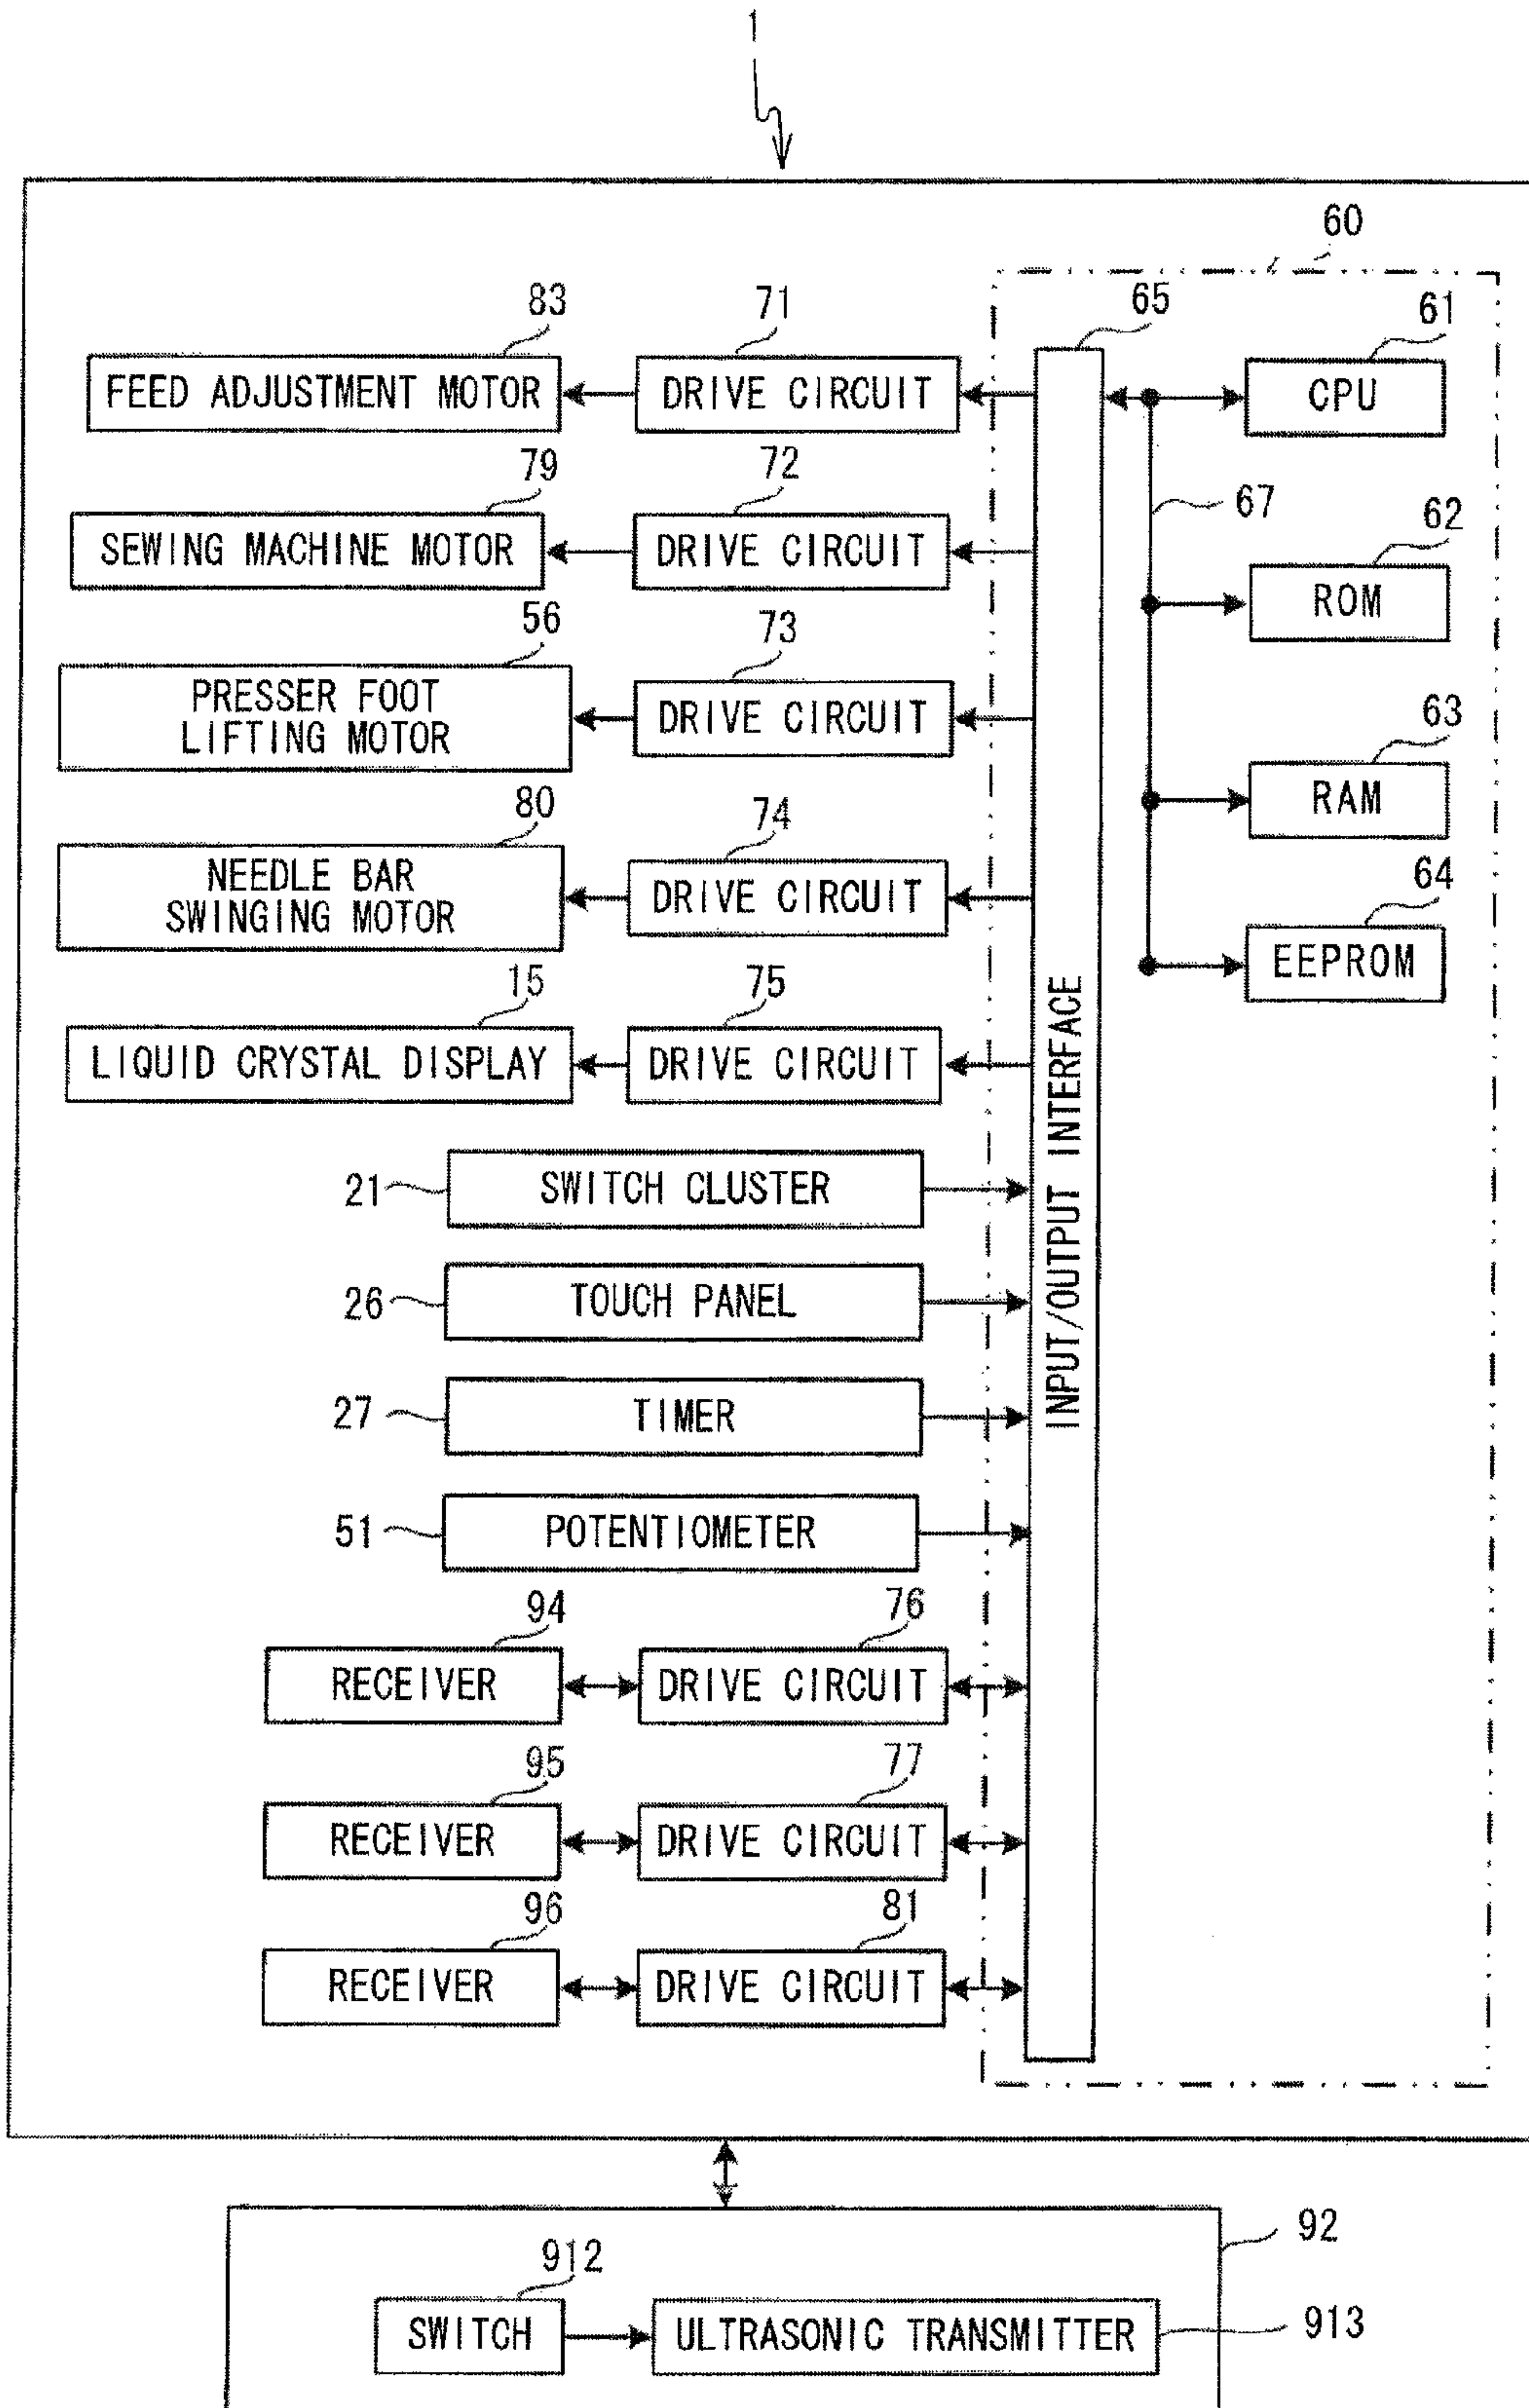 1
60
83
71
65
61
FEED ADJUSTMENT MOTOR
DRIVE CIRCUIT
CPU
79
72
67
62
SEWING MACHINE MOTOR
DRIVE CIRCUIT
ROM
56
73
63
PRESSER FOOT
LIFTING MOTOR
DRIVE CIRCUIT
RAM
80
74
64
NEEDLE BAR
SWINGING MOTOR
DRIVE CIRCUIT
EEPROM
15
75
LIQUID CRYSTAL DISPLAY
DRIVE CIRCUIT
INPUT/OUTPUT INTERFACE
21
SWITCH CLUSTER
26
TOUCH PANEL
27
TIMER
51
POTENTIOMETER
94
76
RECEIVER
DRIVE CIRCUIT
95
77
RECEIVER
DRIVE CIRCUIT
96
81
RECEIVER
DRIVE CIRCUIT
92
912
SWITCH
ULTRASONIC TRANSMITTER
913